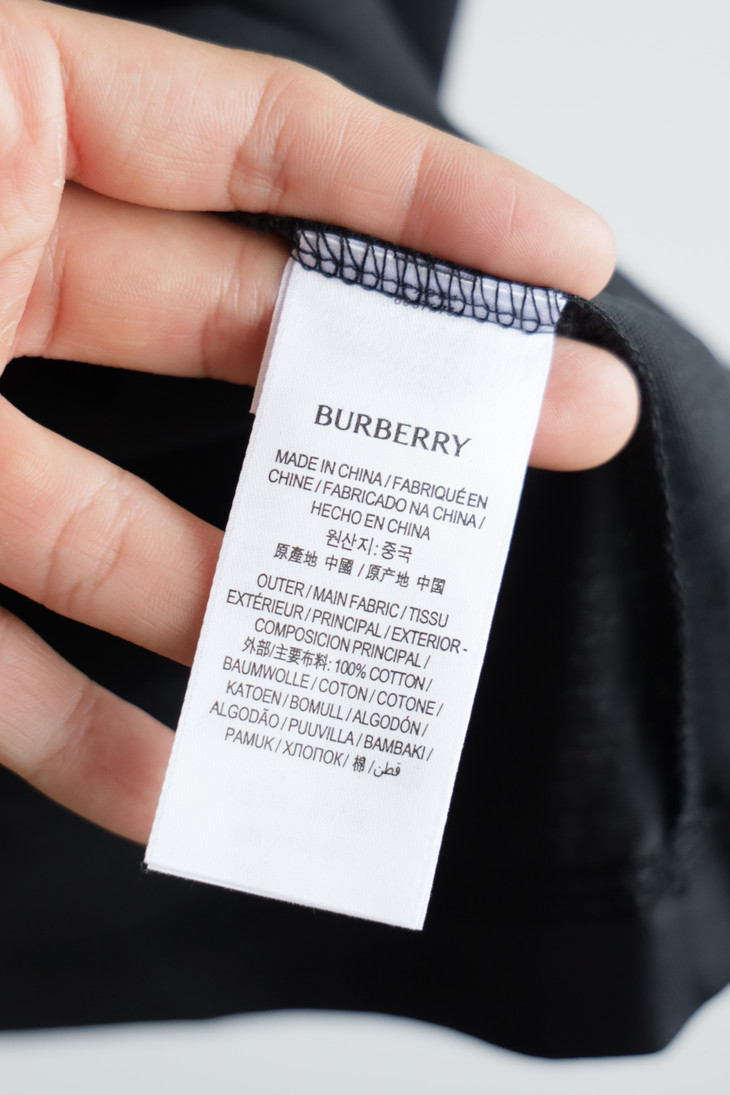 BURBERRY
MADE IN CHINA / FABRIQUÉ EN
CHINE / FABRICADO NA CHINA /
HECHO EN CHINA
원산지: 중국
原產地 中國 / 原产地 中国
OUTER / MAIN FABRIC / TISSU
EXTÉRIEUR / PRINCIPAL / EXTERIOR -
COMPOSICION PRINCIPAL /
外部/主要布料: 100% COTTON /
BAUMWOLLE / COTON / COTONE /
KATOEN / BOMULL / ALGODÓN /
ALGODÃO / PUUVILLA / BAMBAKI /
PAMUK / ХЛОПОК / 棉 / قطن